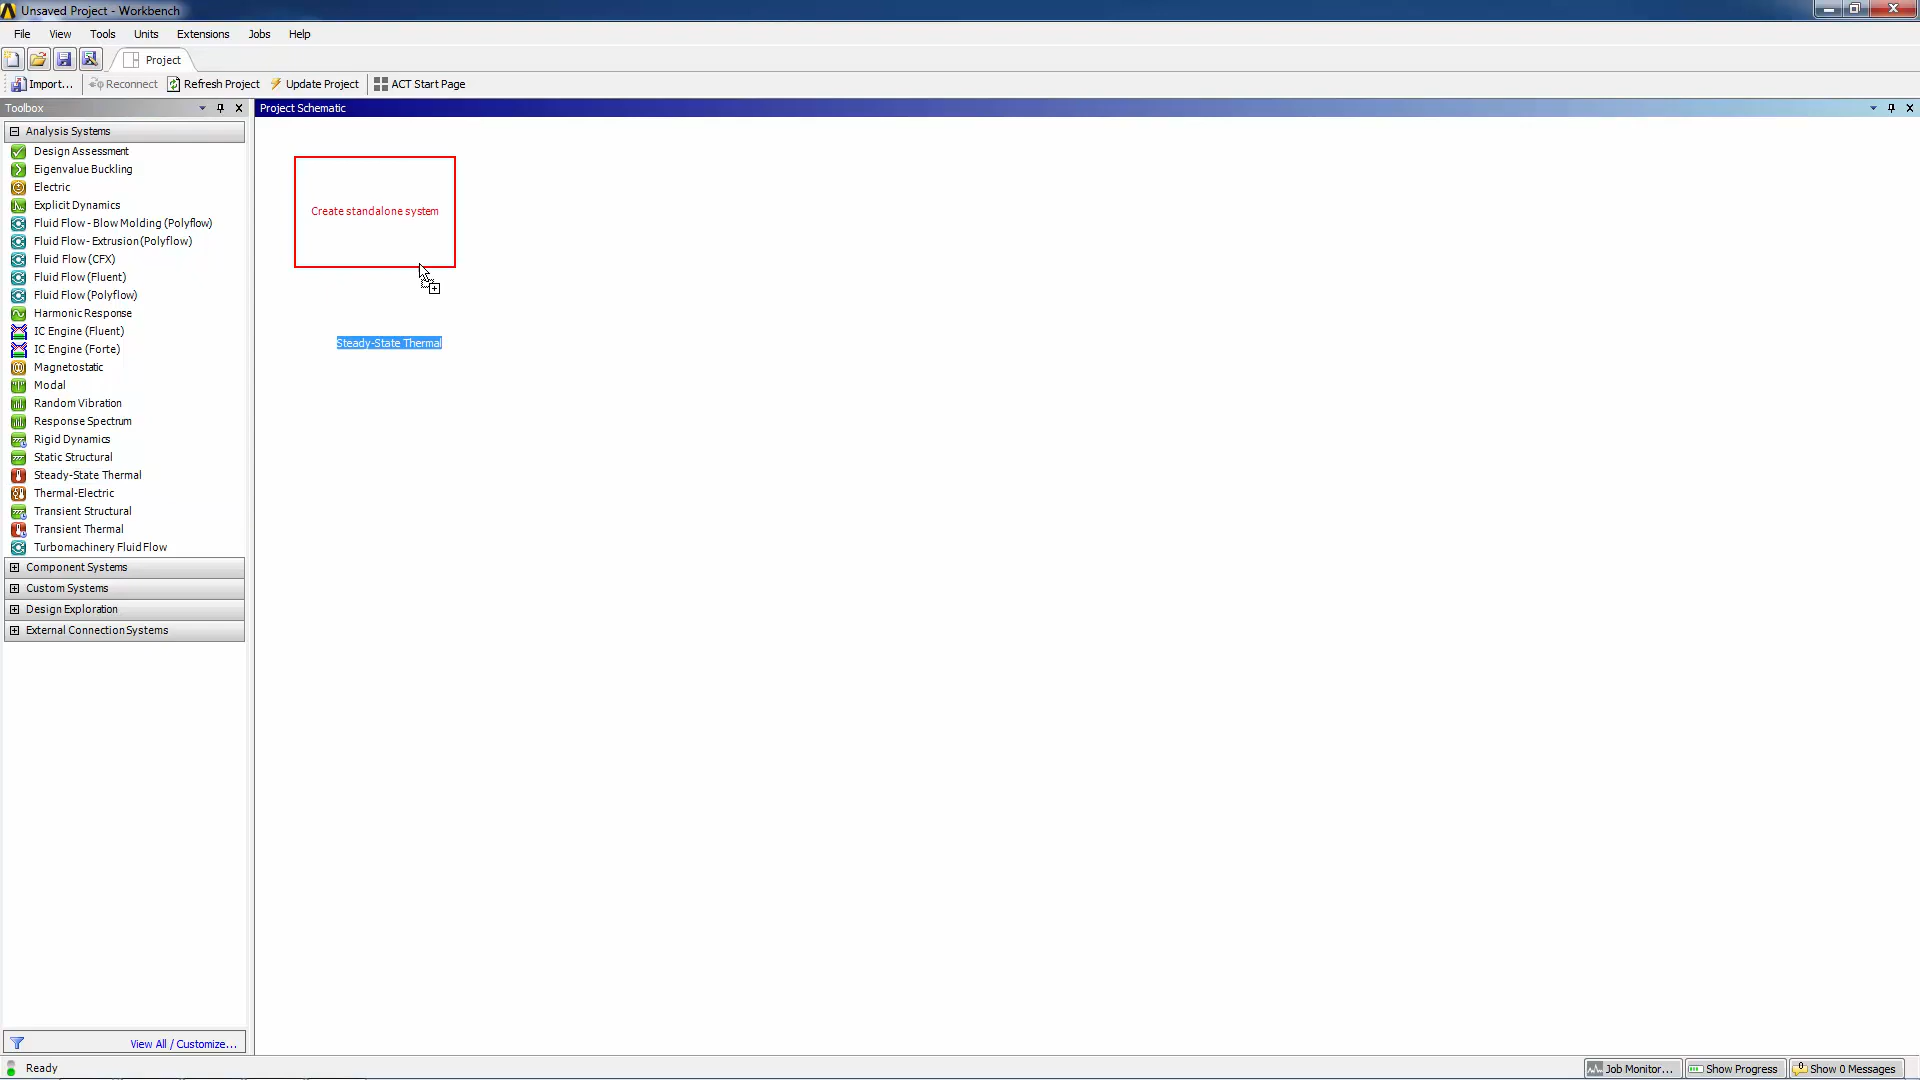 Unsaved Project - Workbench
File View Tools Units Extensions Jobs Help
Project
Import... Reconnect Refresh Project Update Project ACT Start Page
Toolbox
Project Schematic
Analysis Systems
Design Assessment
Eigenvalue Buckling
Electric
Explicit Dynamics
Fluid Flow - Blow Molding (Polyflow)
Fluid Flow - Extrusion (Polyflow)
Fluid Flow (CFX)
Fluid Flow (Fluent)
Fluid Flow (Polyflow)
Harmonic Response
IC Engine (Fluent)
IC Engine (Forte)
Magnetostatic
Modal
Random Vibration
Response Spectrum
Rigid Dynamics
Static Structural
Steady-State Thermal
Thermal-Electric
Transient Structural
Transient Thermal
Turbomachinery Fluid Flow
Component Systems
Custom Systems
Design Exploration
External Connection Systems
Create standalone system
Steady-State Thermal
View All / Customize...
Ready
Job Monitor... Show Progress Show 0 Messages